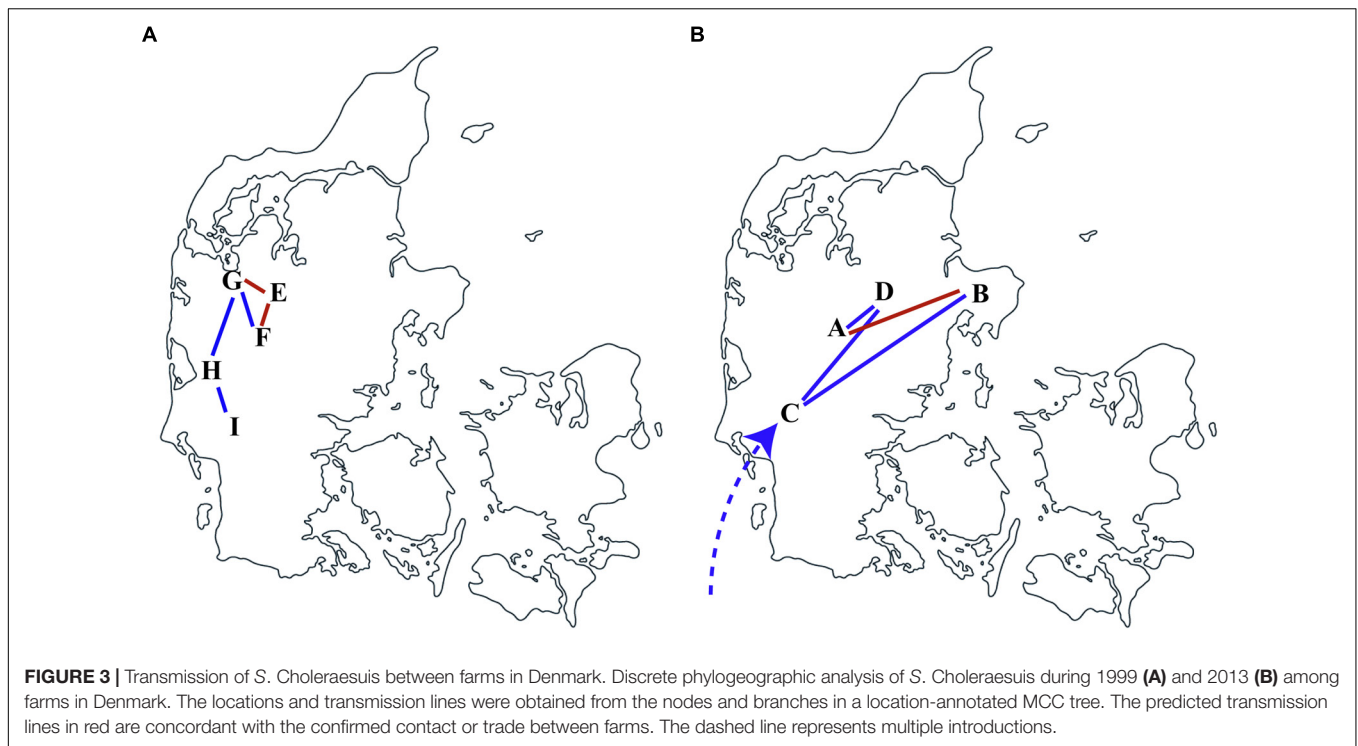 A
B
G
E
F
H
I
D
B
A
C
FIGURE 3 | Transmission of S. Choleraesuis between farms in Denmark. Discrete phylogeographic analysis of S. Choleraesuis during 1999 (A) and 2013 (B) among
farms in Denmark. The locations and transmission lines were obtained from the nodes and branches in a location-annotated MCC tree. The predicted transmission
lines in red are concordant with the confirmed contact or trade between farms. The dashed line represents multiple introductions.